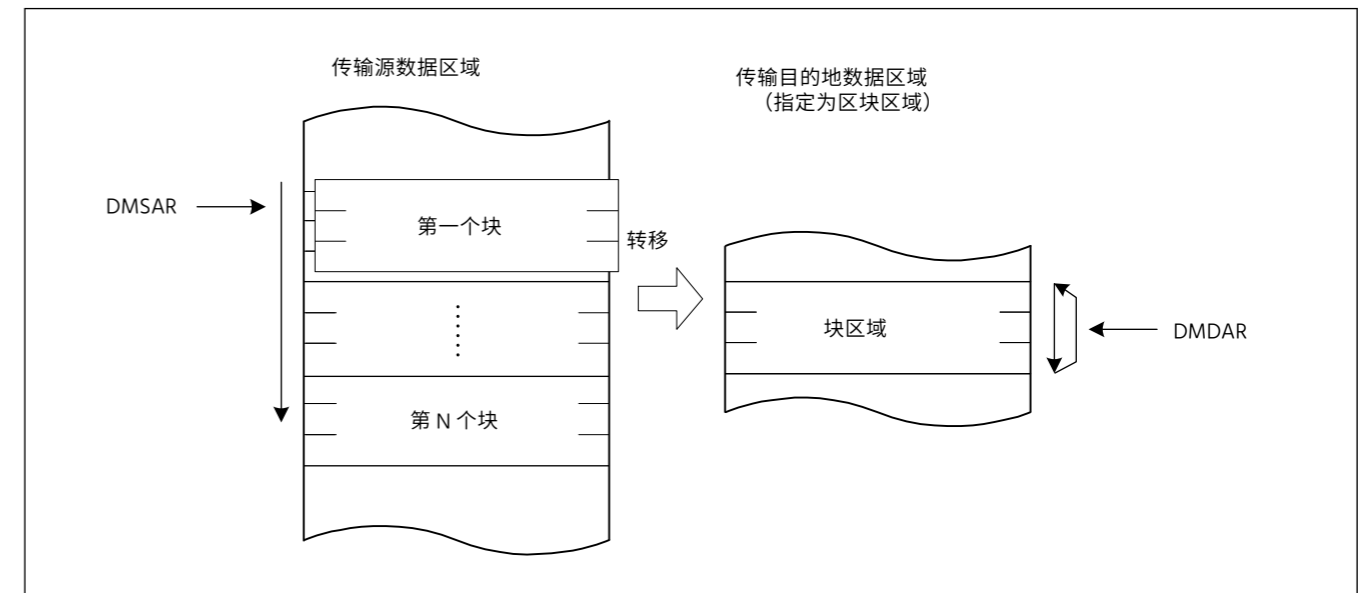 传输源数据区域
传输目的地数据区域
（指定为区块区域）
DMSAR
第一个块
转移
块区域
DMDAR
第 N 个块